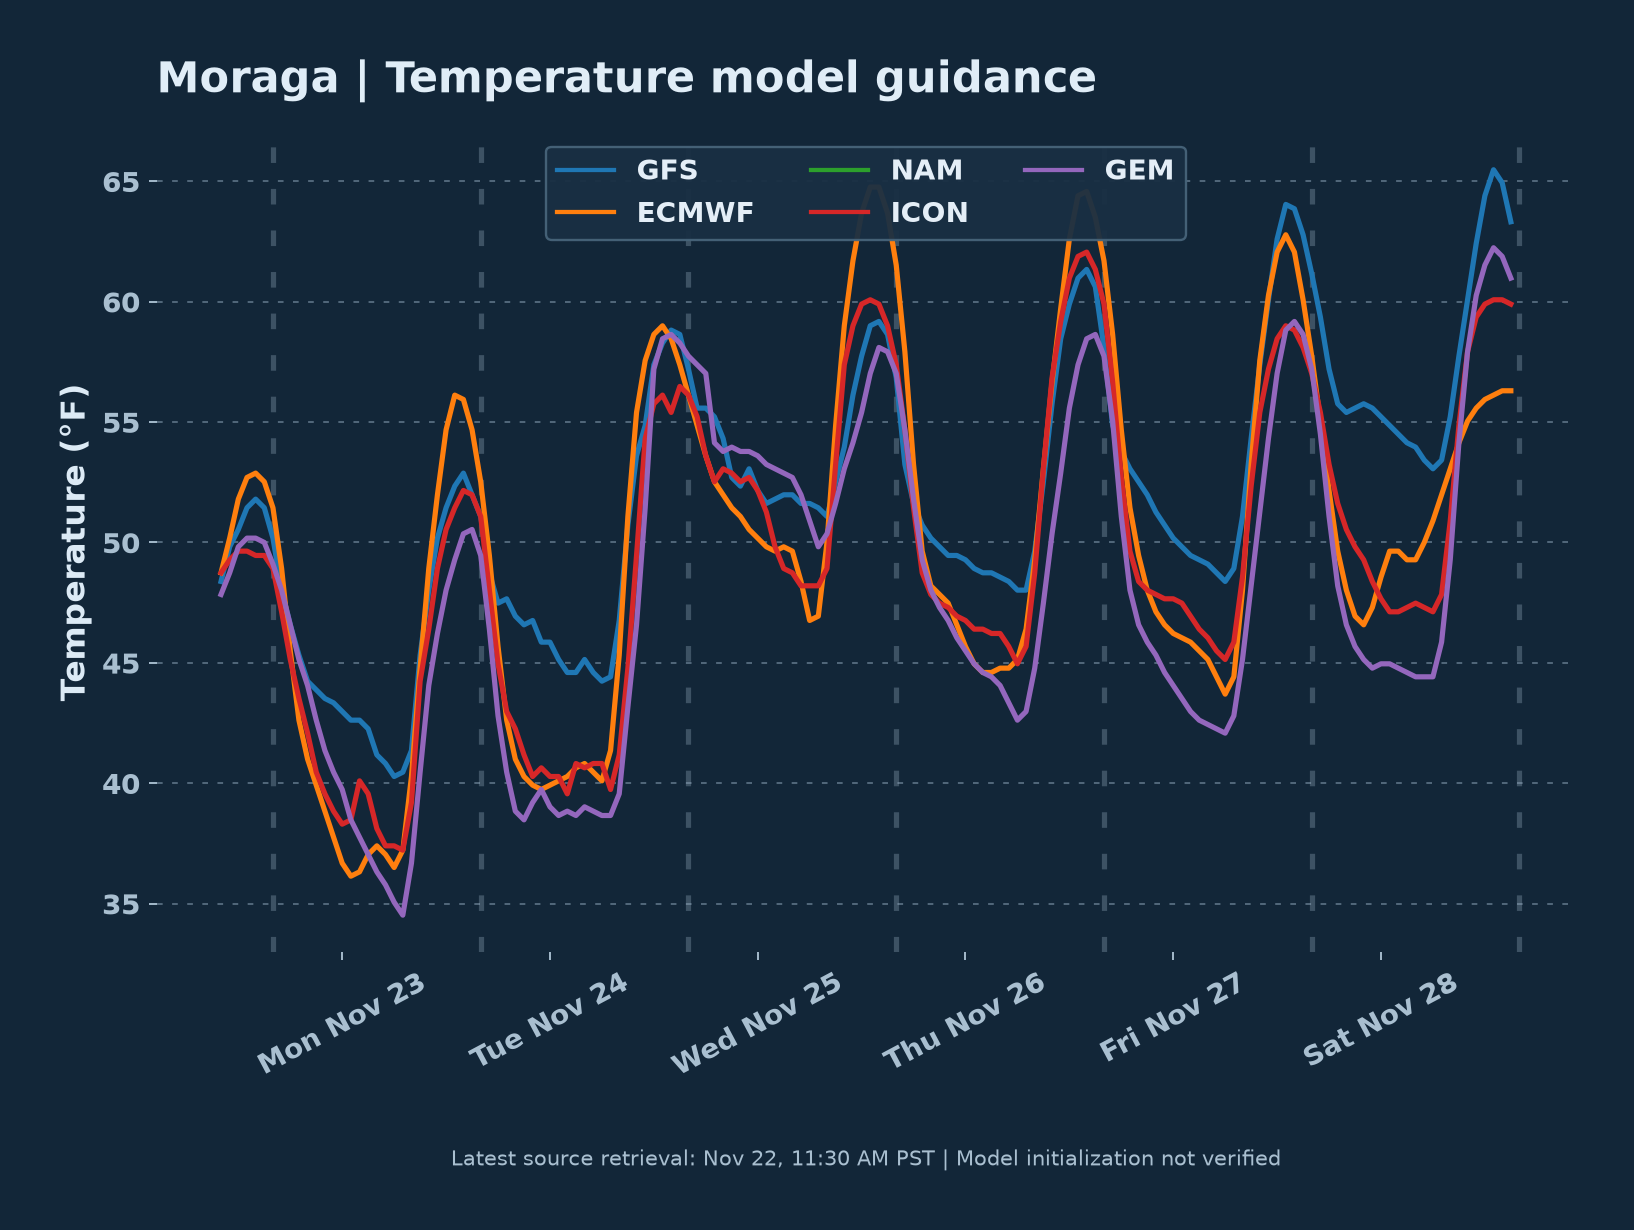 Moraga | Temperature model guidance
GFS NAM GEM
ECMWF ICON
65
60
55
50
45
40
35
Temperature (°F)
Mon Nov 23
Tue Nov 24
Wed Nov 25
Thu Nov 26
Fri Nov 27
Sat Nov 28
Latest source retrieval: Nov 22, 11:30 AM PST | Model initialization not verified